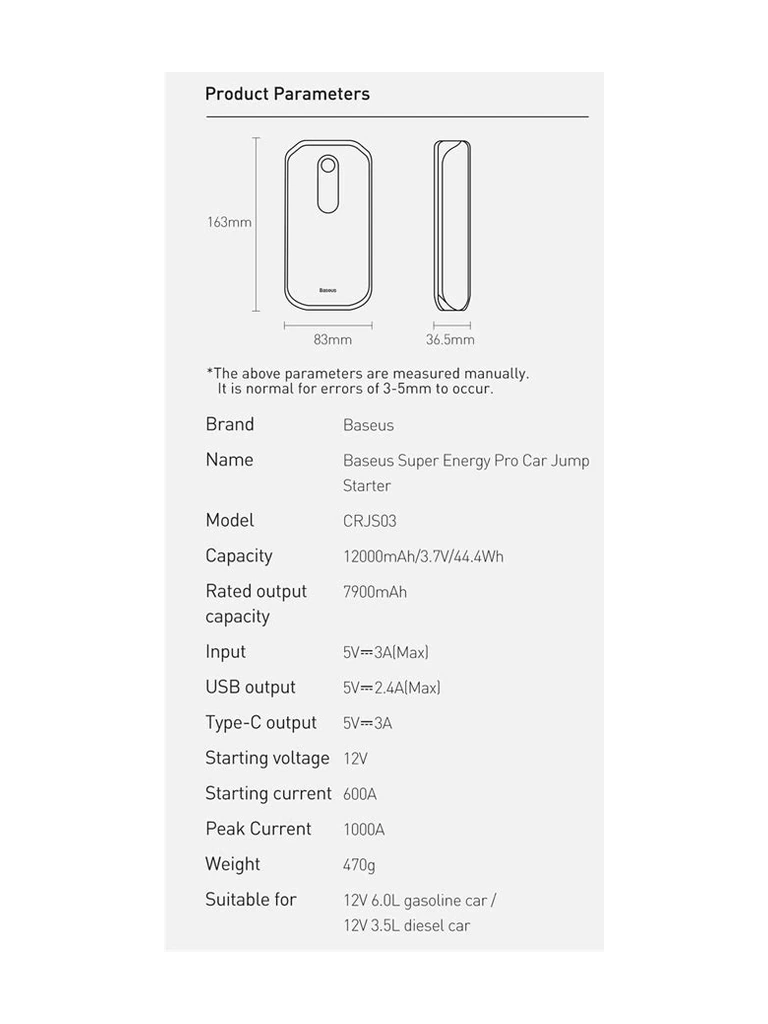 Product Parameters
163mm
Baseus
83mm
36.5mm
*The above parameters are measured manually.
It is normal for errors of 3-5mm to occur.
Brand Baseus
Name Baseus Super Energy Pro Car Jump
Starter
Model CRJS03
Capacity 12000mAh/3.7V/44.4Wh
Rated output 7900mAh
capacity
Input 5V⎓3A(Max)
USB output 5V⎓2.4A(Max)
Type-C output 5V⎓3A
Starting voltage 12V
Starting current 600A
Peak Current 1000A
Weight 470g
Suitable for 12V 6.0L gasoline car /
12V 3.5L diesel car